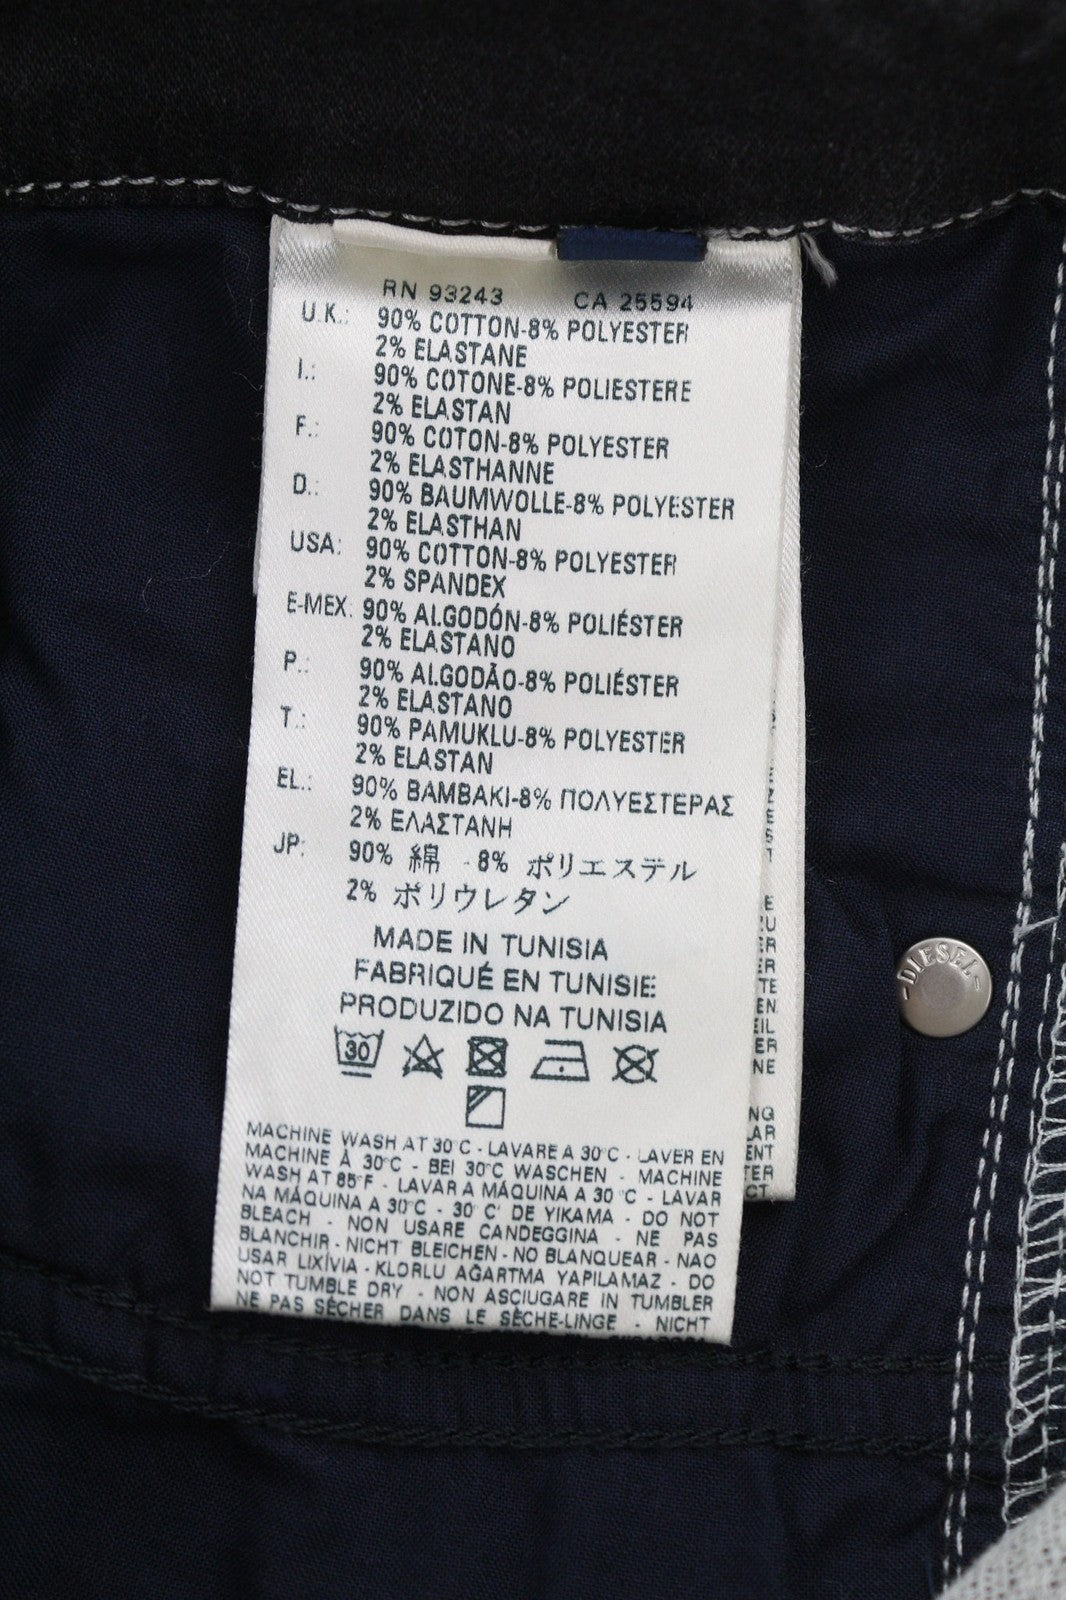 RN 93243 CA 25594
U.K.: 90% COTTON-8% POLYESTER
2% ELASTANE
I.: 90% COTONE-8% POLIESTERE
2% ELASTAN
F.: 90% COTON-8% POLYESTER
2% ELASTHANNE
D.: 90% BAUMWOLLE-8% POLYESTER
2% ELASTHAN
USA: 90% COTTON-8% POLYESTER
2% SPANDEX
E-MEX: 90% ALGODÓN-8% POLIÉSTER
2% ELASTANO
P.: 90% ALGODÃO-8% POLIÉSTER
2% ELASTANO
T.: 90% PAMUKLU-8% POLYESTER
2% ELASTAN
EL.: 90% BAMBAKI-8% ΠΟΛΥΕΣΤΕΡΑΣ
2% ΕΛΑΣΤΑΝΗ
JP: 90% 綿 -8% ポリエステル
2% ポリウレタン
MADE IN TUNISIA
FABRIQUÉ EN TUNISIE
PRODUZIDO NA TUNISIA
30
MACHINE WASH AT 30°C - LAVARE A 30°C - LAVER EN
MACHINE À 30°C - BEI 30°C WASCHEN - MACHINE
WASH AT 85°F - LAVAR A MÁQUINA A 30 °C - LAVAR
NA MÁQUINA A 30°C - 30 C' DE YIKAMA - DO NOT
BLEACH - NON USARE CANDEGGINA - NE PAS
BLANCHIR - NICHT BLEICHEN - NO BLANQUEAR - NAO
USAR LIXÍVIA - KLORLU AĞARTMA YAPILAMAZ - DO
NOT TUMBLE DRY - NON ASCIUGARE IN TUMBLER
NE PAS SÉCHER DANS LE SÈCHE-LINGE - NICHT
-DIESEL-